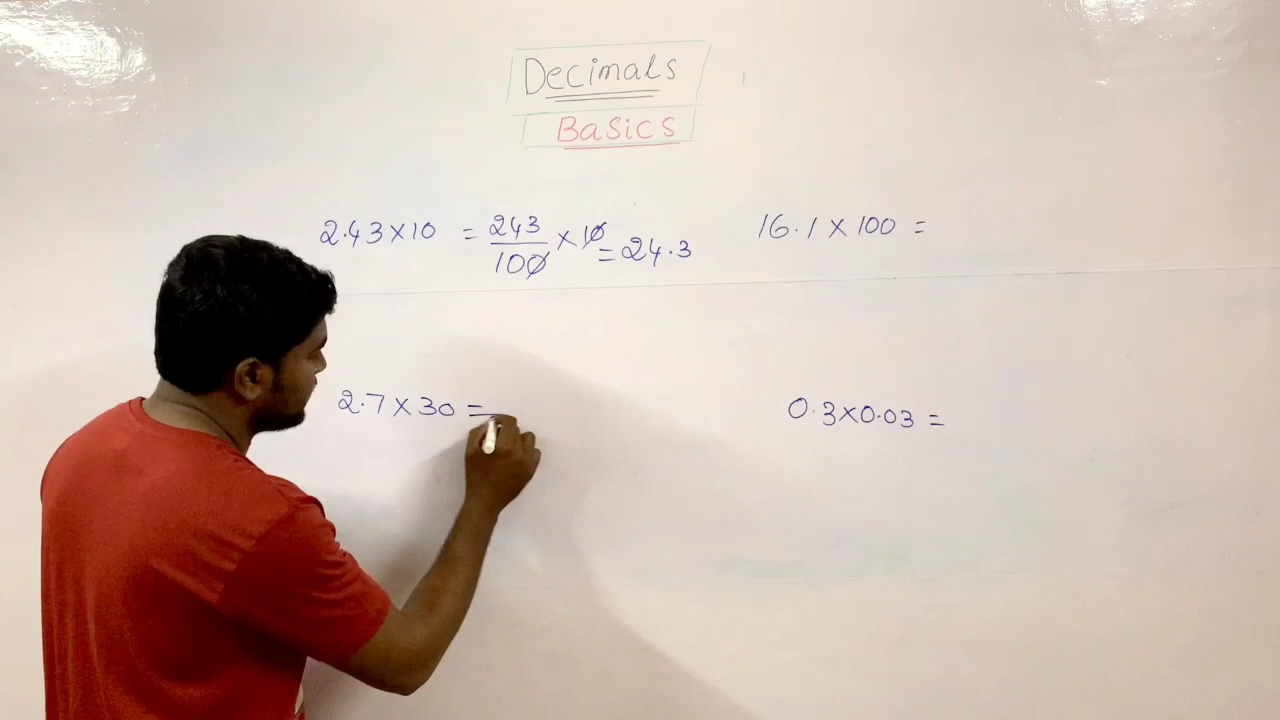 Decimals
Basics
2.43×10 = 243/100 × 10 = 24.3
16.1 × 100 =
2.7 × 30 =
0.3×0.03 =